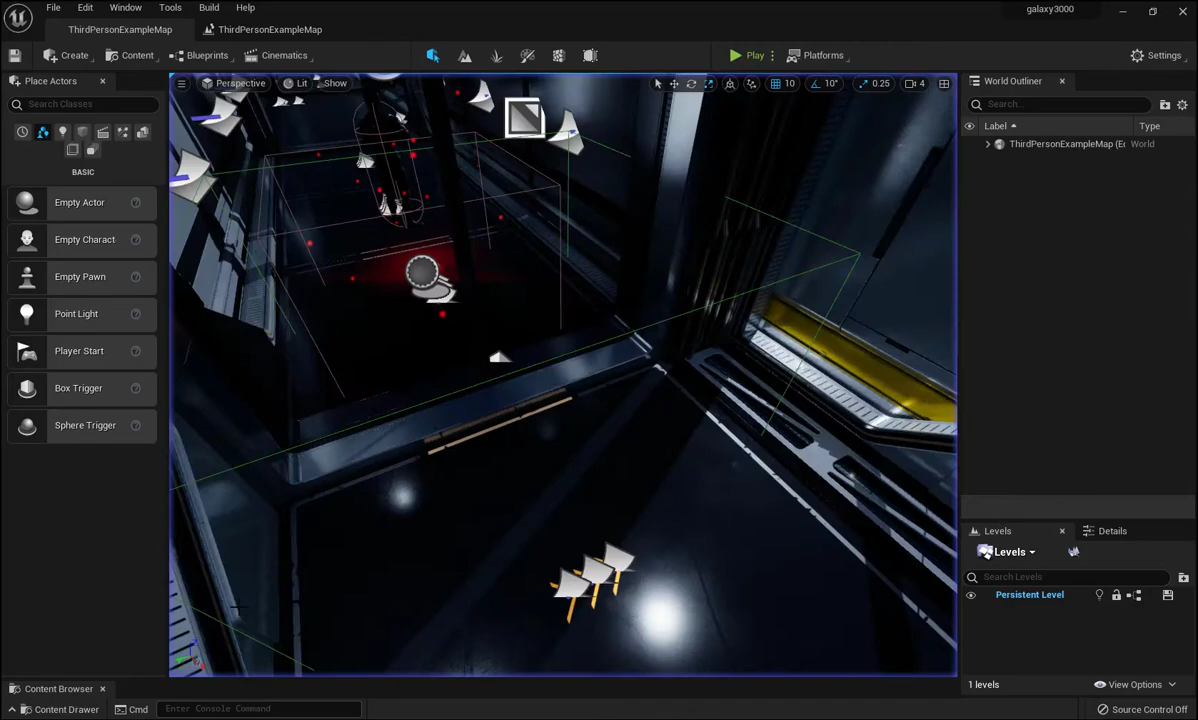 File Edit Window Tools Build Help
galaxy3000
ThirdPersonExampleMap
ThirdPersonExampleMap
Create
Content
Blueprints
Cinematics
Play
Platforms
Settings
Place Actors
Perspective
Lit
Show
10
10°
0.25
4
World Outliner
Search Classes
Search...
Label
Type
ThirdPersonExampleMap (Ec
World
BASIC
Empty Actor
Empty Charact
Empty Pawn
Point Light
Player Start
Box Trigger
Sphere Trigger
Levels
Details
Levels
Search Levels
Persistent Level
1 levels
View Options
Content Browser
Content Drawer
Cmd
Enter Console Command
Source Control Off